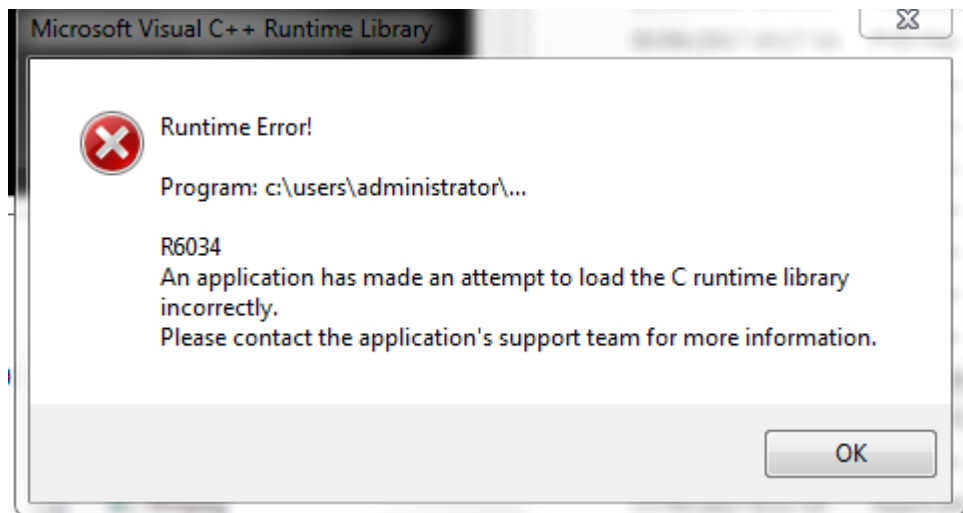 Microsoft Visual C++ Runtime Library
Runtime Error!
Program: c:\users\administrator\...
R6034
An application has made an attempt to load the C runtime library
incorrectly.
Please contact the application's support team for more information.
OK